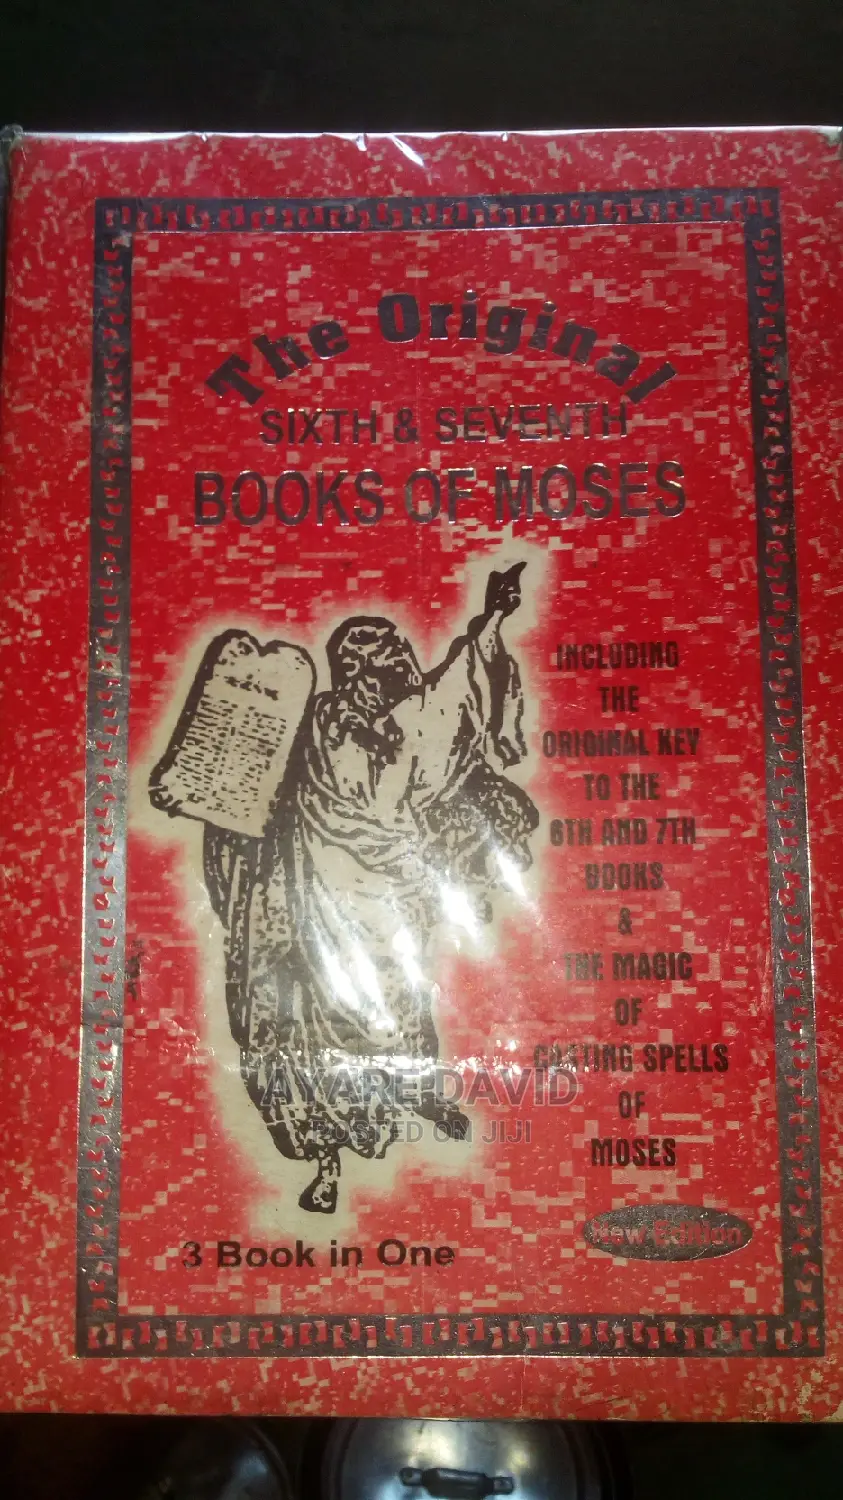 The Original
SIXTH & SEVENTH
BOOKS OF MOSES
INCLUDING
THE
ORIGINAL KEY
TO THE
6TH AND 7TH
BOOKS
&
THE MAGIC
OF
CASTING SPELLS
OF
MOSES
AYARE DAVID
POSTED ON JIJI
New Edition
3 Book in One